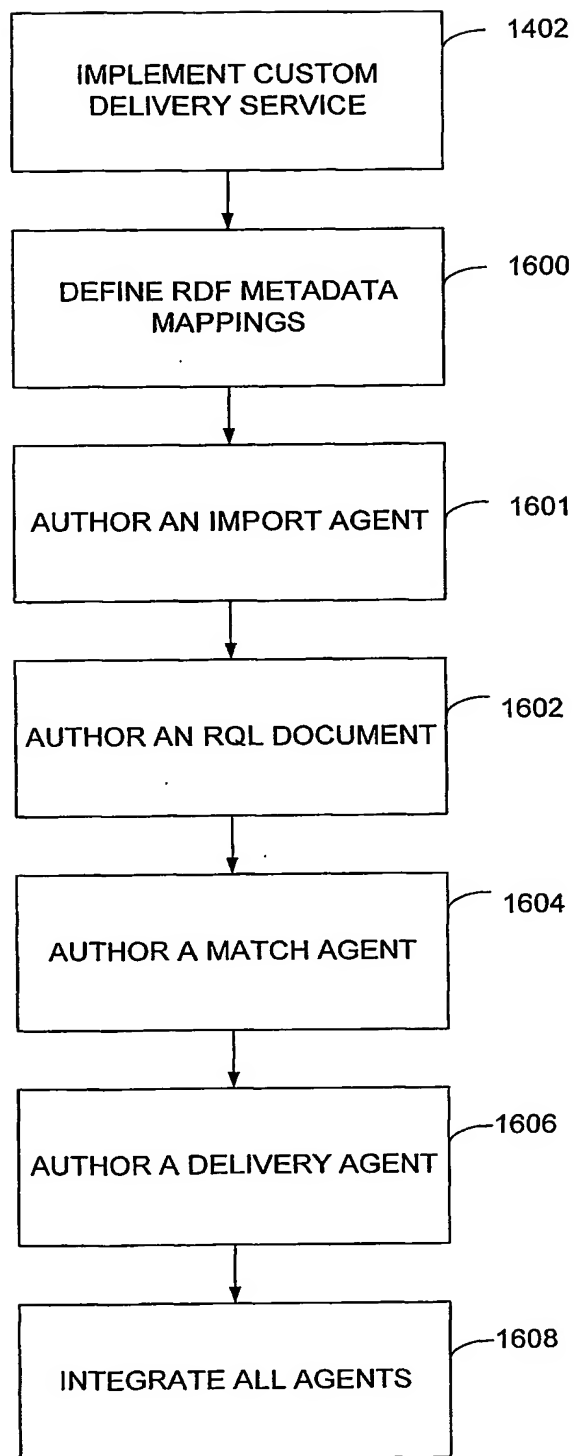 1402
IMPLEMENT CUSTOM
DELIVERY SERVICE
1600
DEFINE RDF METADATA
MAPPINGS
1601
AUTHOR AN IMPORT AGENT
1602
AUTHOR AN RQL DOCUMENT
1604
AUTHOR A MATCH AGENT
1606
AUTHOR A DELIVERY AGENT
1608
INTEGRATE ALL AGENTS